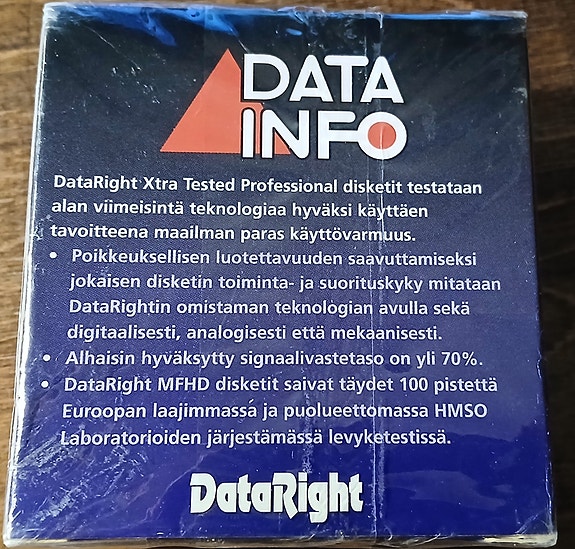 DATA
INFO
DataRight Xtra Tested Professional disketit testataan
alan viimeisintä teknologiaa hyväksi käyttäen
tavoitteena maailman paras käyttövarmuus.
• Poikkeuksellisen luotettavuuden saavuttamiseksi
jokaisen disketin toiminta- ja suorituskyky mitataan
DataRightin omistaman teknologian avulla sekä
digitaalisesti, analogisesti että mekaanisesti.
• Alhaisin hyväksytty signaalivastetaso on yli 70%.
• DataRight MFHD disketit saivat täydet 100 pistettä
Euroopan laajimmassa ja puolueettomassa HMSO
Laboratorioiden järjestämässä levyketestissä.
DataRight